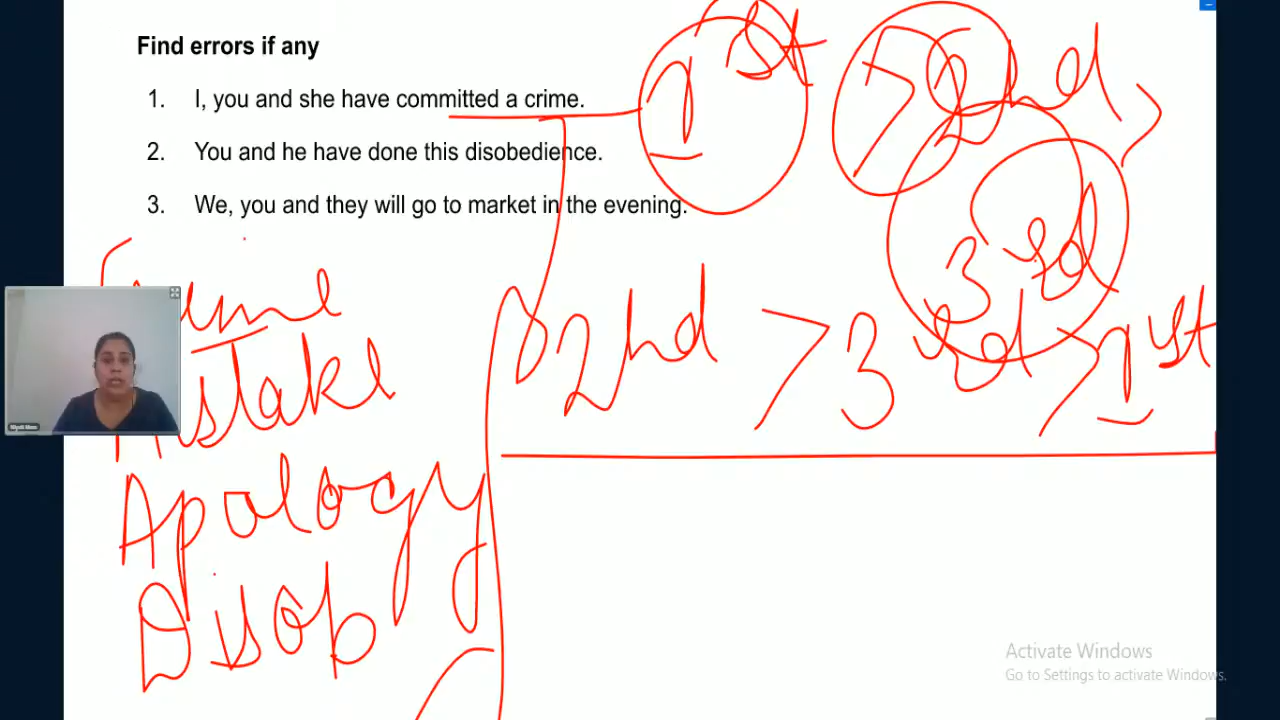 Find errors if any
1. I, you and she have committed a crime.
2. You and he have done this disobedience.
3. We, you and they will go to market in the evening.
1st > 2nd >
3rd
2nd > 3rd > 1st
Apology
Disob
Activate Windows
Go to Settings to activate Windows.